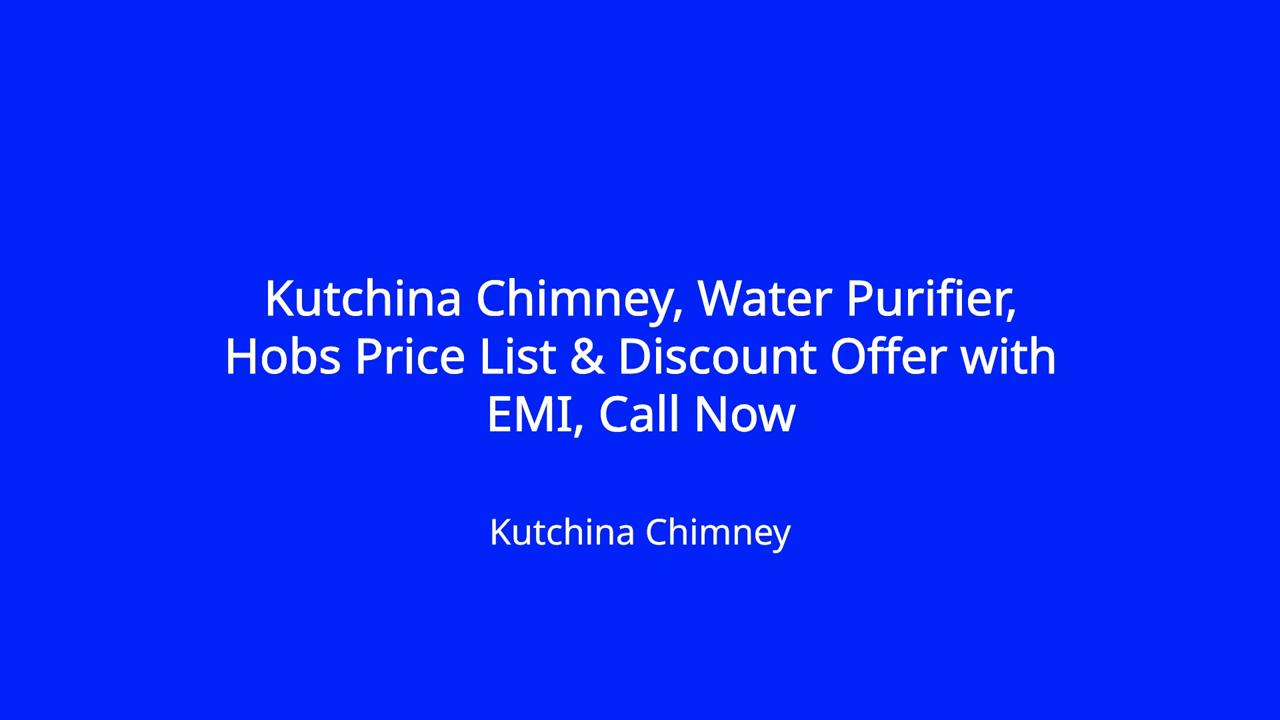 Kutchina Chimney, Water Purifier,
Hobs Price List & Discount Offer with
EMI, Call Now
Kutchina Chimney